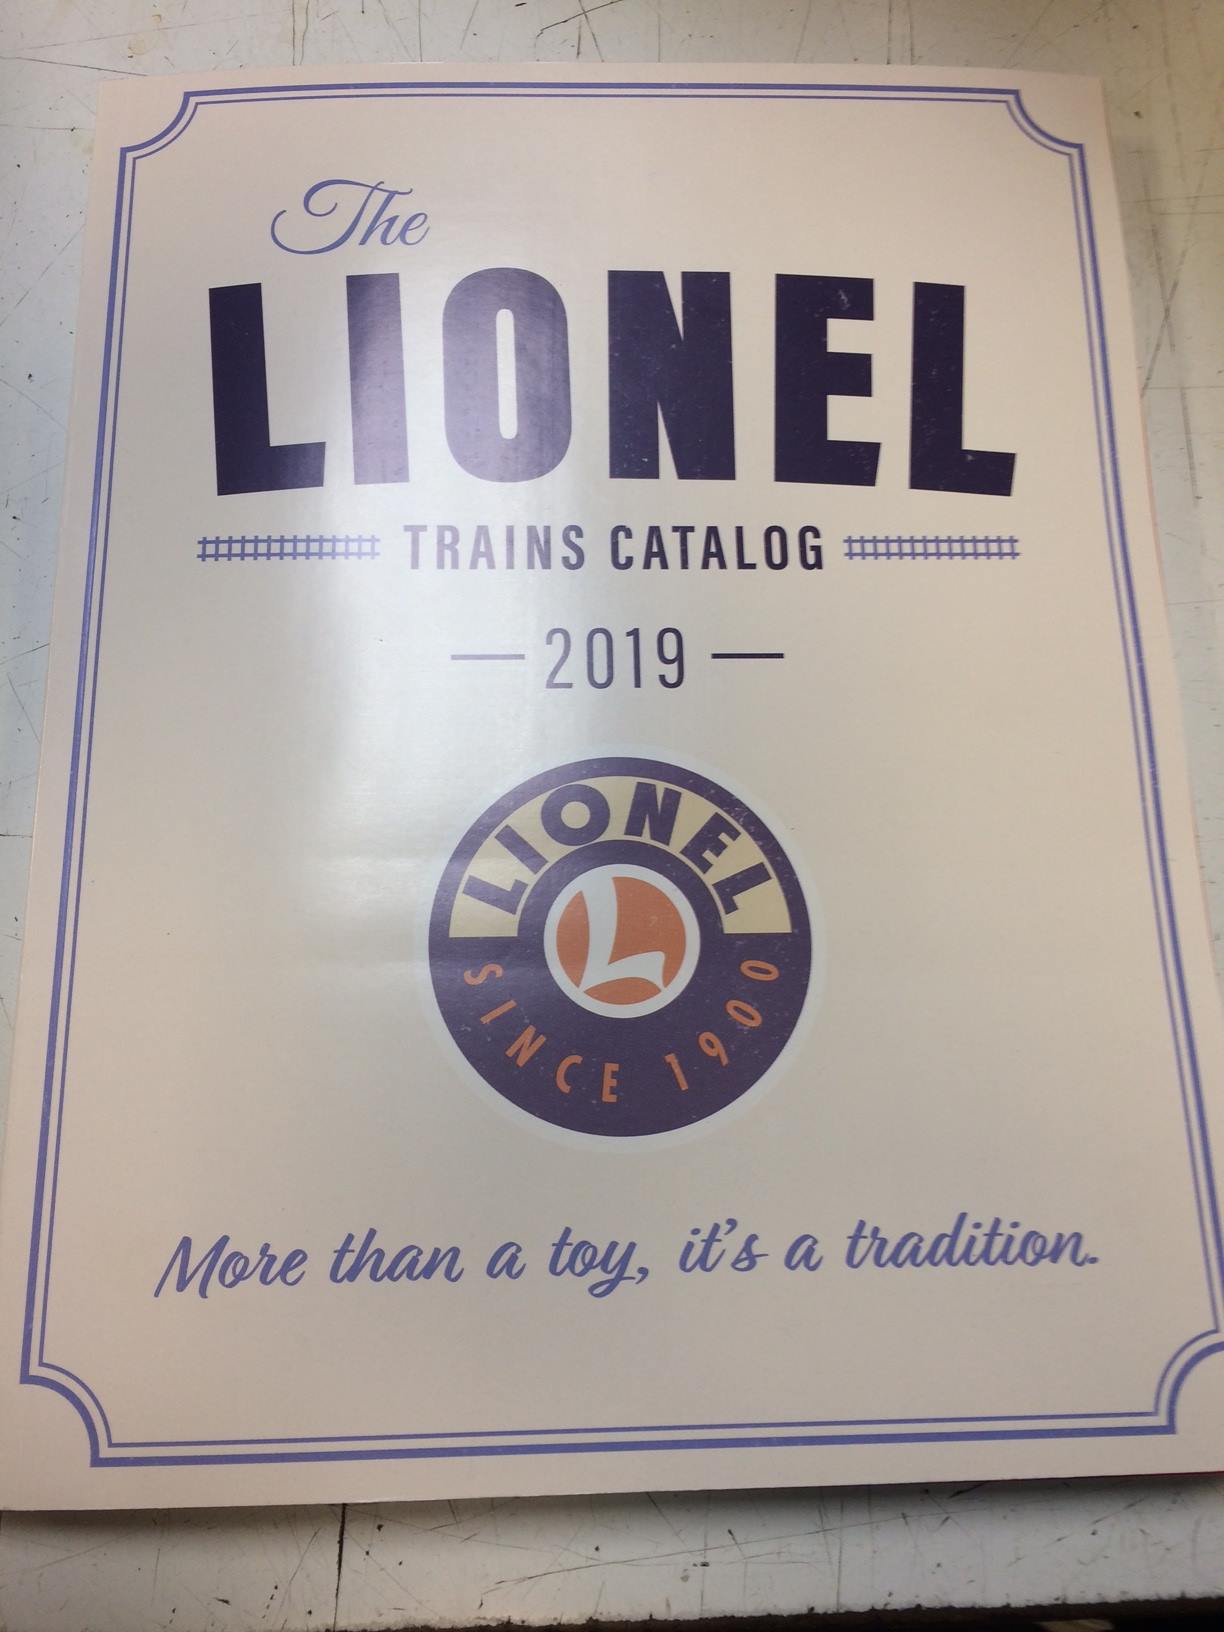 The
LIONEL
TRAINS CATALOG
— 2019 —
LIONEL
L
SINCE 1900
More than a toy, it's a tradition.